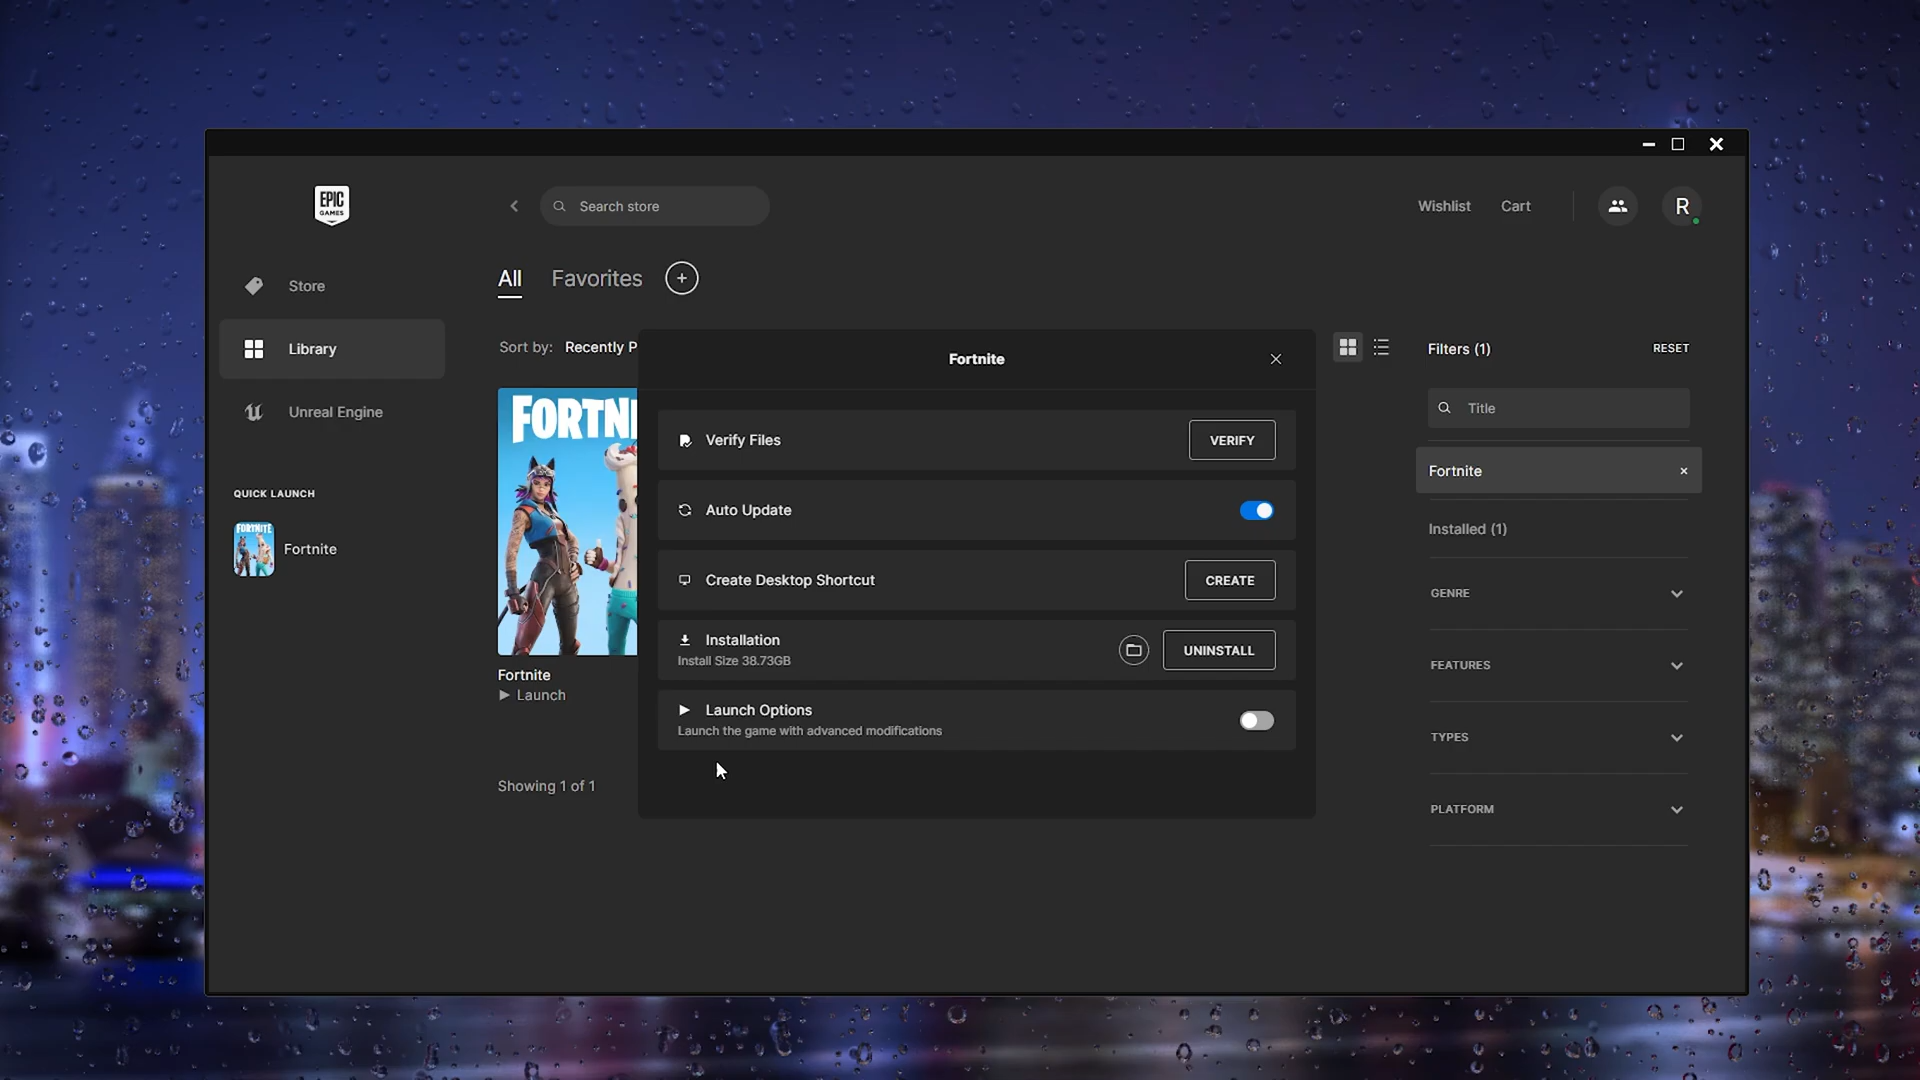 EPIC
GAMES
Search store
Wishlist
Cart
R
Store
Library
Unreal Engine
QUICK LAUNCH
FORTNITE
Fortnite
All
Favorites
Sort by: Recently P
FORTNI
Fortnite
Launch
Showing 1 of 1
Fortnite
Verify Files
VERIFY
Auto Update
Create Desktop Shortcut
CREATE
Installation
Install Size 38.73GB
UNINSTALL
Launch Options
Launch the game with advanced modifications
Filters (1)
RESET
Title
Fortnite
Installed (1)
GENRE
FEATURES
TYPES
PLATFORM